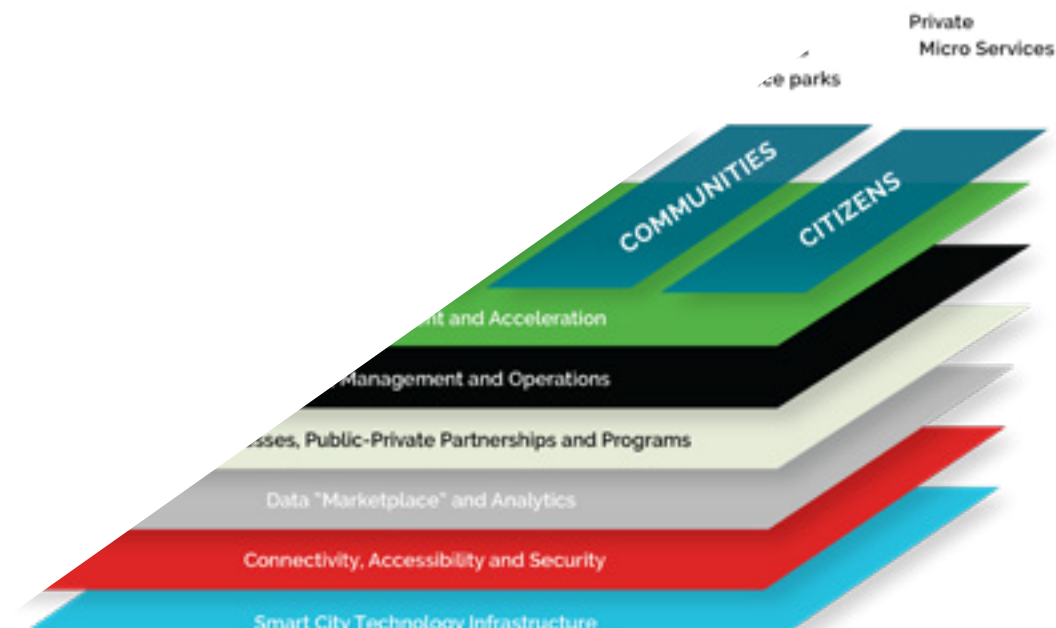 Private
Micro Services
parks
COMMUNITIES
CITIZENS
and Acceleration
Management and Operations
Public-Private Partnerships and Programs
Data "Marketplace" and Analytics
Connectivity, Accessibility and Security
Smart City Technology Infrastructure